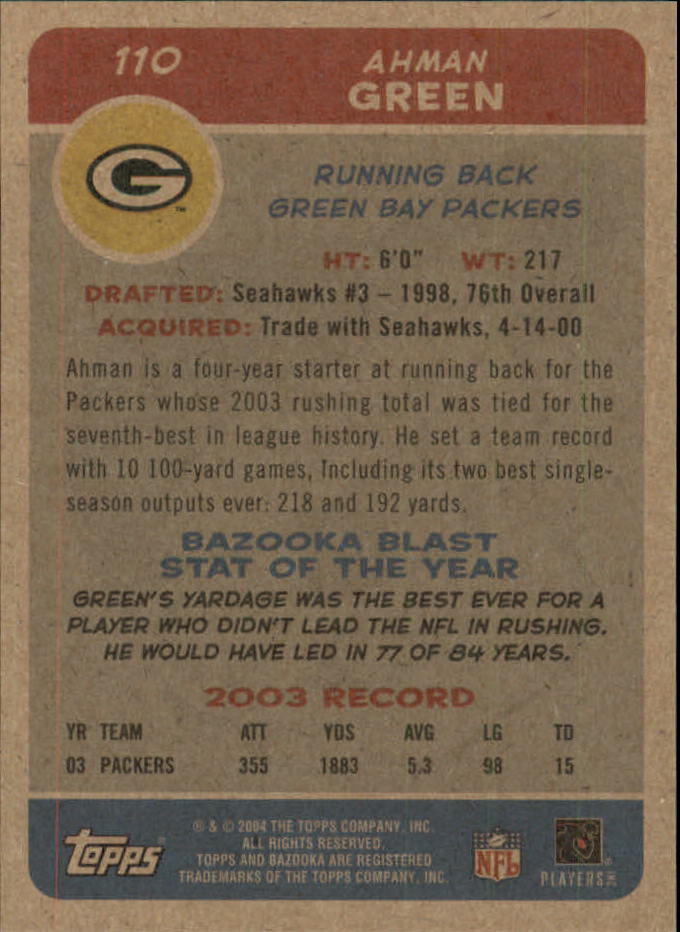 110
AHMAN
GREEN
G
™
RUNNING BACK
GREEN BAY PACKERS
HT: 6'0" WT: 217
DRAFTED: Seahawks #3 – 1998, 76th Overall
ACQUIRED: Trade with Seahawks, 4-14-00
Ahman is a four-year starter at running back for the
Packers whose 2003 rushing total was tied for the
seventh-best in league history. He set a team record
with 10 100-yard games, including its two best single-
season outputs ever: 218 and 192 yards.
BAZOOKA BLAST
STAT OF THE YEAR
GREEN'S YARDAGE WAS THE BEST EVER FOR A
PLAYER WHO DIDN'T LEAD THE NFL IN RUSHING.
HE WOULD HAVE LED IN 77 OF 84 YEARS.
2003 RECORD
YR TEAM ATT YDS AVG LG TD
03 PACKERS 355 1883 5.3 98 15
® & © 2004 THE TOPPS COMPANY, INC.
ALL RIGHTS RESERVED.
TOPPS AND BAZOOKA ARE REGISTERED
TRADEMARKS OF THE TOPPS COMPANY, INC.
Topps
NFL
PLAYERS